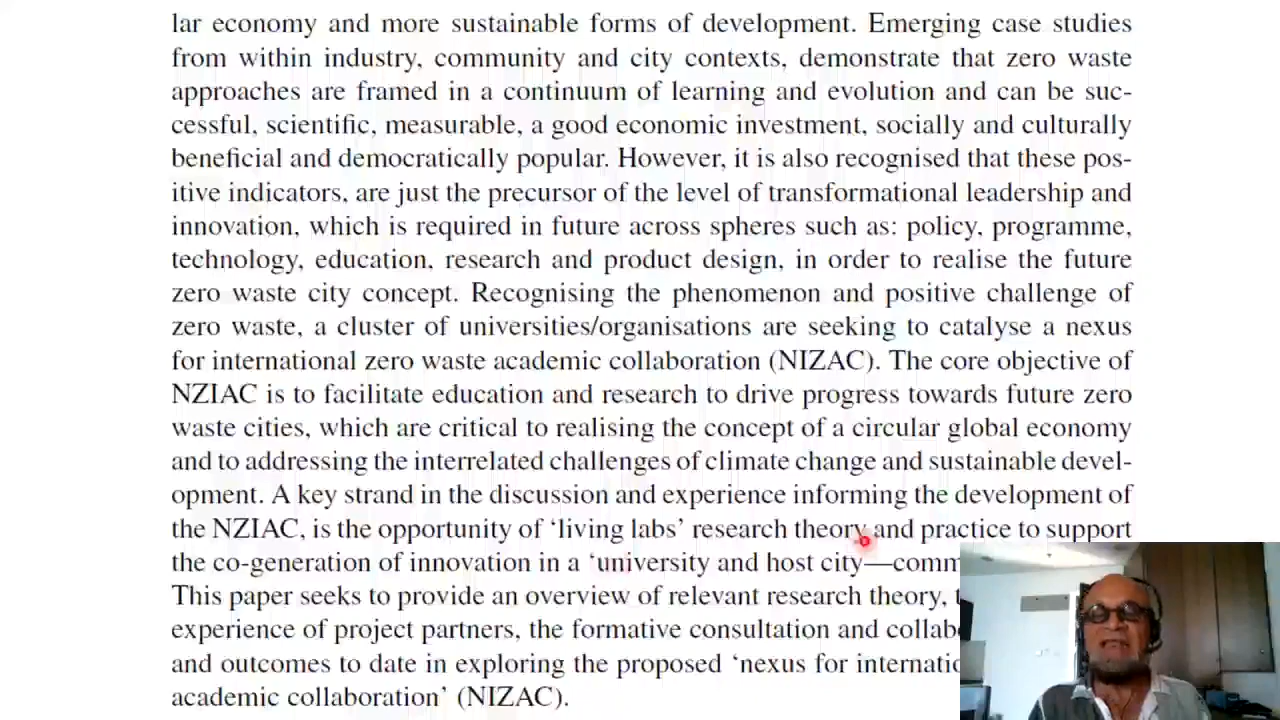 lar economy and more sustainable forms of development. Emerging case studies
from within industry, community and city contexts, demonstrate that zero waste
approaches are framed in a continuum of learning and evolution and can be suc-
cessful, scientific, measurable, a good economic investment, socially and culturally
beneficial and democratically popular. However, it is also recognised that these pos-
itive indicators, are just the precursor of the level of transformational leadership and
innovation, which is required in future across spheres such as: policy, programme,
technology, education, research and product design, in order to realise the future
zero waste city concept. Recognising the phenomenon and positive challenge of
zero waste, a cluster of universities/organisations are seeking to catalyse a nexus
for international zero waste academic collaboration (NIZAC). The core objective of
NZIAC is to facilitate education and research to drive progress towards future zero
waste cities, which are critical to realising the concept of a circular global economy
and to addressing the interrelated challenges of climate change and sustainable devel-
opment. A key strand in the discussion and experience informing the development of
the NZIAC, is the opportunity of ‘living labs’ research theory and practice to support
the co-generation of innovation in a ‘university and host city—comm
This paper seeks to provide an overview of relevant research theory,
experience of project partners, the formative consultation and collab
and outcomes to date in exploring the proposed ‘nexus for internatio
academic collaboration’ (NIZAC).